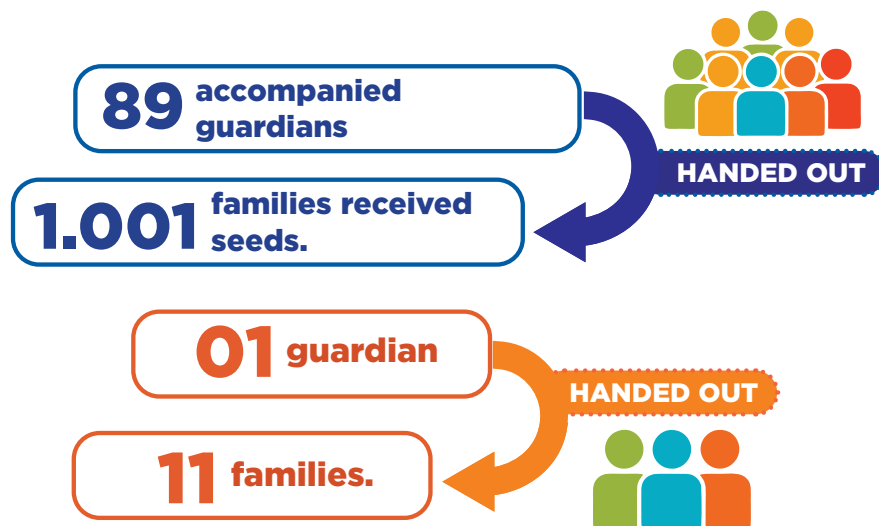 89 accompanied
guardians
HANDED OUT
1.001 families received
seeds.
01 guardian
HANDED OUT
11 families.